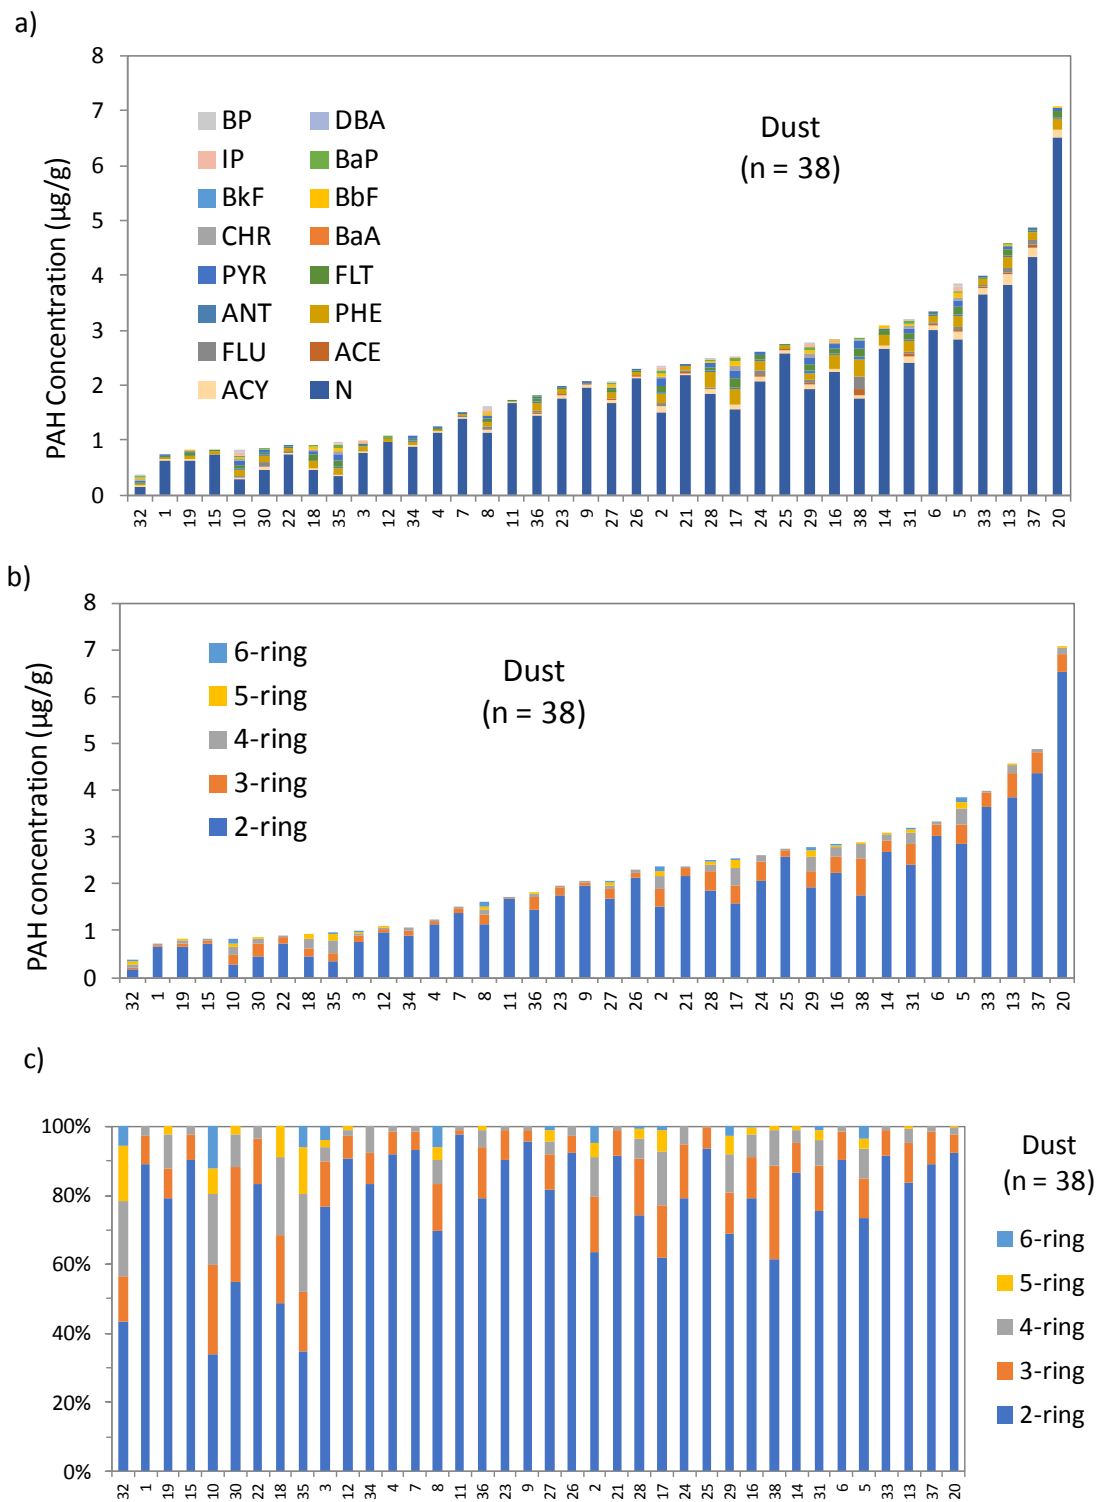 a)
PAH Concentration (µg/g)
8
7
6
5
4
3
2
1
0
Dust
(n = 38)
BP DBA
IP BaP
BkF BbF
CHR BaA
PYR FLT
ANT PHE
FLU ACE
ACY N
32 1 19 15 10 30 22 18 35 3 12 34 4 7 8 11 36 23 9 27 26 2 21 28 17 24 25 29 16 38 14 31 6 5 33 13 37 20
b)
PAH concentration (µg/g)
8
7
6
5
4
3
2
1
0
6-ring
5-ring
4-ring
3-ring
2-ring
Dust
(n = 38)
32 1 19 15 10 30 22 18 35 3 12 34 4 7 8 11 36 23 9 27 26 2 21 28 17 24 25 29 16 38 14 31 6 5 33 13 37 20
c)
100%
80%
60%
40%
20%
0%
Dust
(n = 38)
6-ring
5-ring
4-ring
3-ring
2-ring
32 1 19 15 10 30 22 18 35 3 12 34 4 7 8 11 36 23 9 27 26 2 21 28 17 24 25 29 16 38 14 31 6 5 33 13 37 20